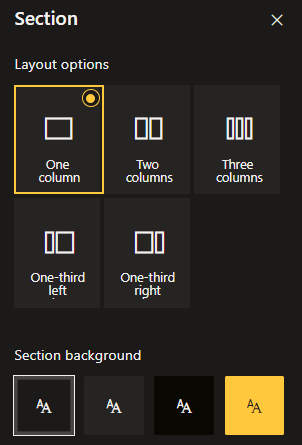 Section
Layout options
One
column
Two
columns
Three
columns
One-third
left
One-third
right
Section background
AA
AA
AA
AA